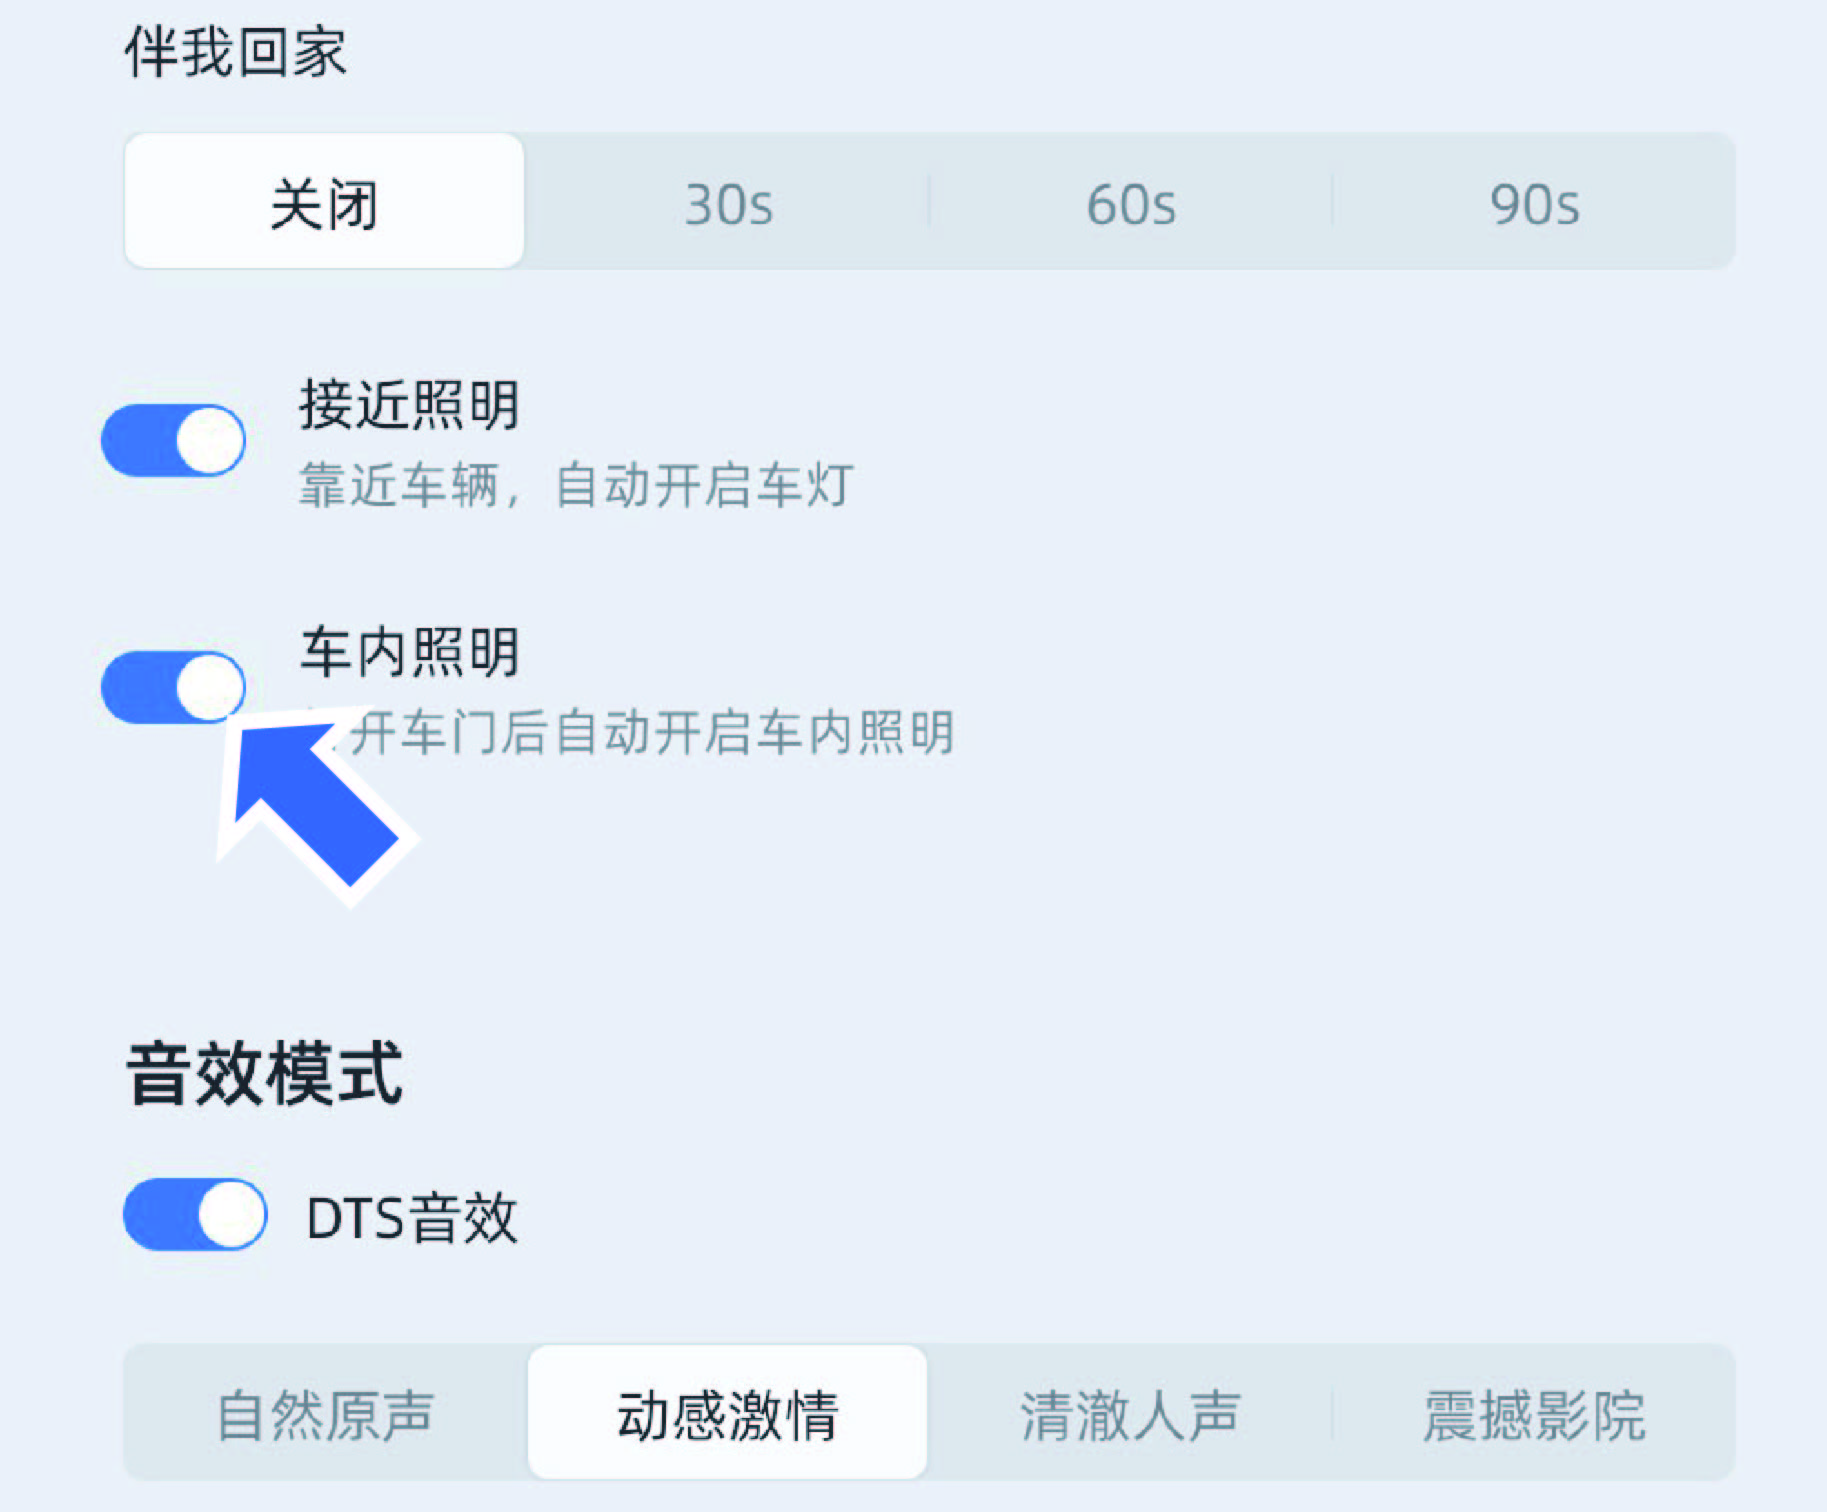 伴我回家
关闭 30s 60s 90s
接近照明
靠近车辆，自动开启车灯
车内照明
开车门后自动开启车内照明
音效模式
DTS音效
自然原声 动感激情 清澈人声 震撼影院